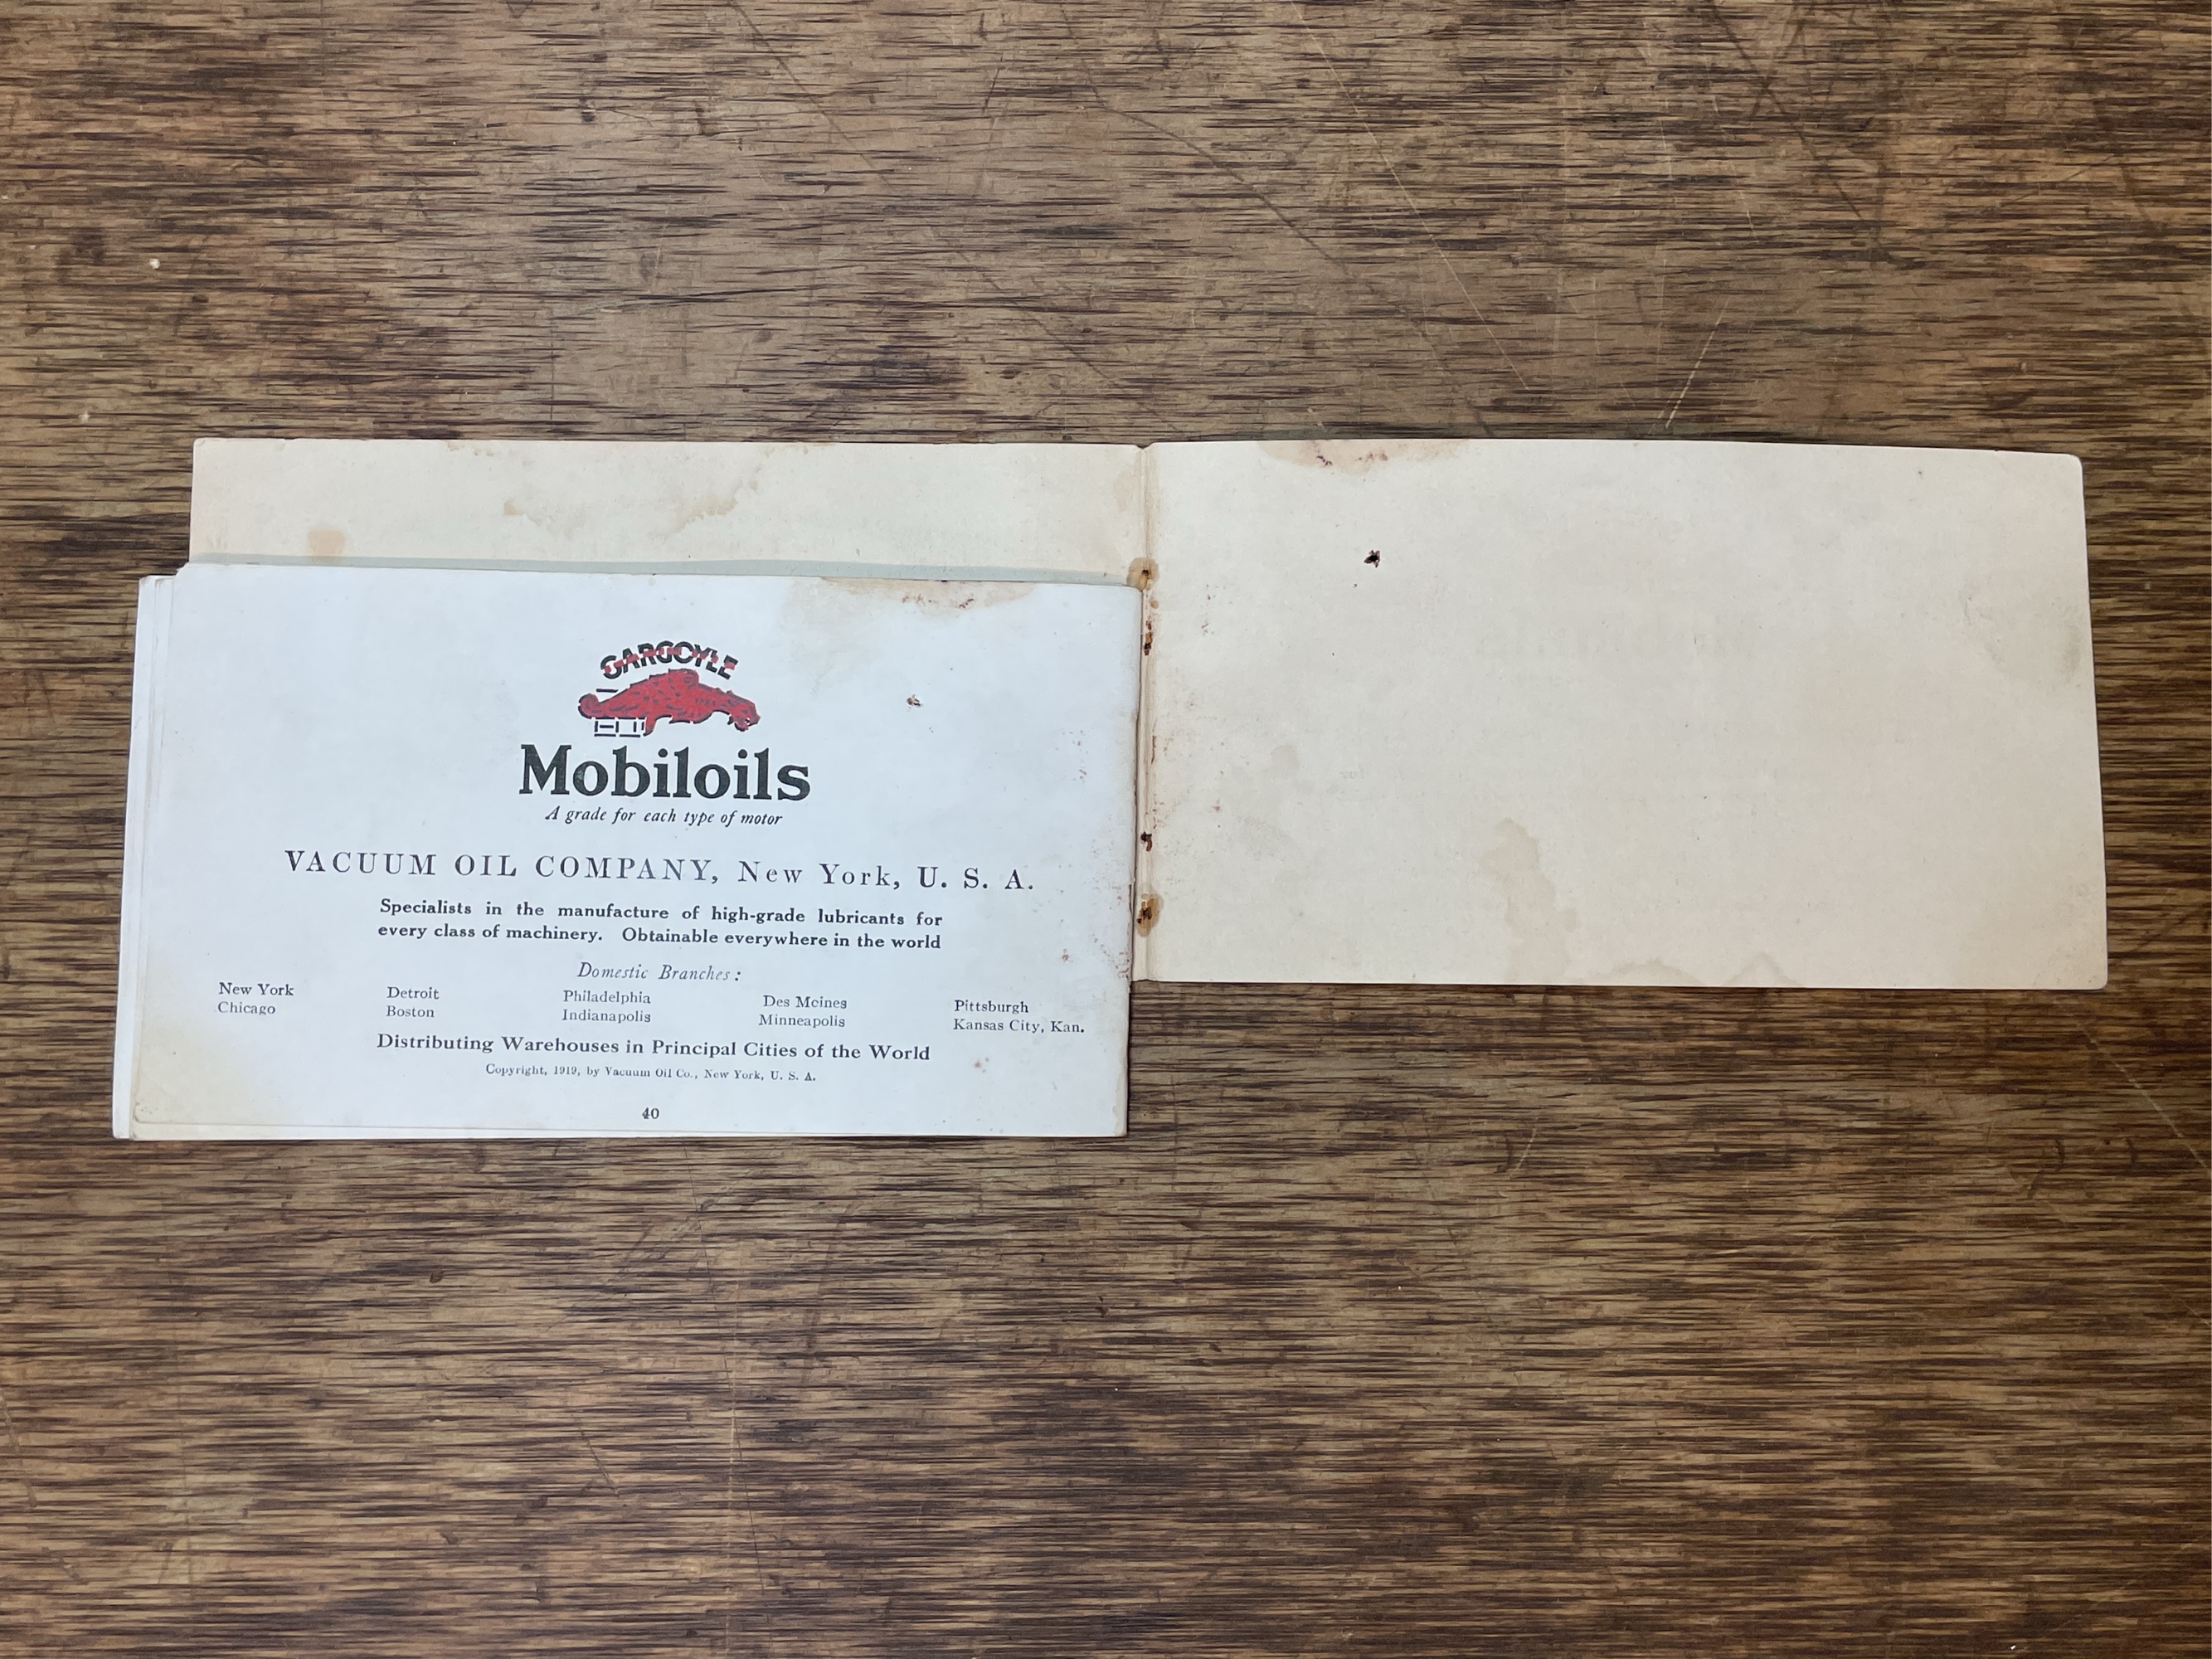 GARGOYLE
Mobiloils
A grade for each type of motor
VACUUM OIL COMPANY, New York, U. S. A.
Specialists in the manufacture of high-grade lubricants for
every class of machinery. Obtainable everywhere in the world
Domestic Branches:
New York Detroit Philadelphia Des Moines Pittsburgh
Chicago Boston Indianapolis Minneapolis Kansas City, Kan.
Distributing Warehouses in Principal Cities of the World
Copyright, 1919, by Vacuum Oil Co., New York, U. S. A.
40